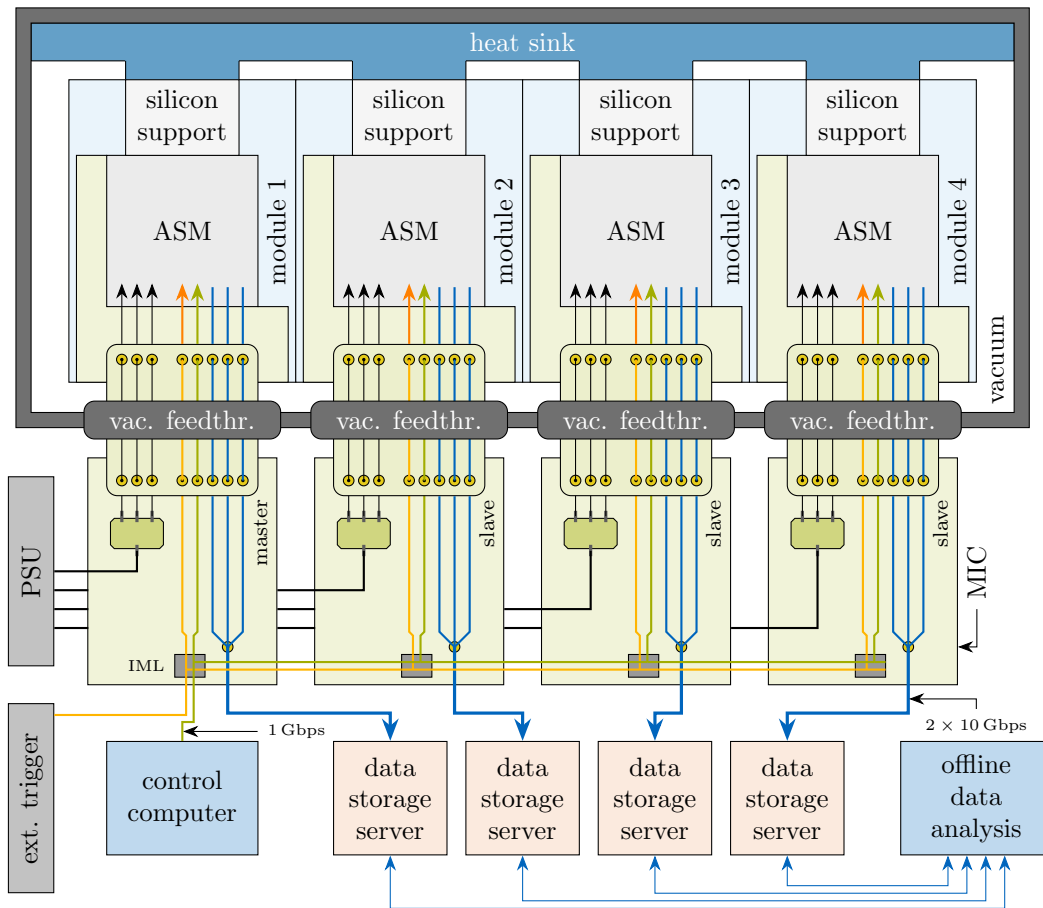 heat sink
silicon
support
silicon
support
silicon
support
silicon
support
ASM
module 1
ASM
module 2
ASM
module 3
ASM
module 4
vacuum
vac. feedthr.
vac. feedthr.
vac. feedthr.
vac. feedthr.
PSU
master
slave
slave
slave
MIC
IML
ext. trigger
1 Gbps
2 × 10 Gbps
control
computer
data
storage
server
data
storage
server
data
storage
server
data
storage
server
offline
data
analysis